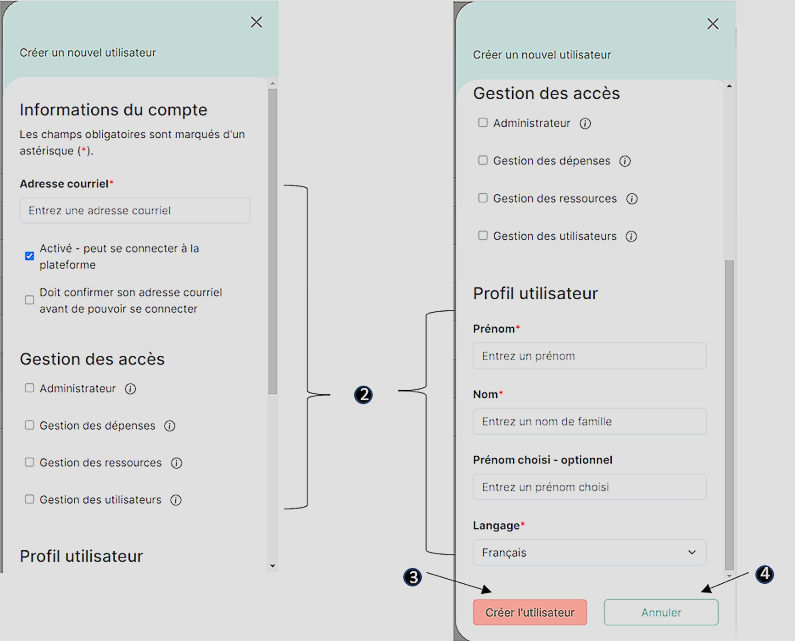 Créer un nouvel utilisateur
Informations du compte
Les champs obligatoires sont marqués d'un
astérisque (*).
Adresse courriel*
Entrez une adresse courriel
Activé - peut se connecter à la
plateforme
Doit confirmer son adresse courriel
avant de pouvoir se connecter
Gestion des accès
Administrateur
Gestion des dépenses
Gestion des ressources
Gestion des utilisateurs
Profil utilisateur
2
Créer un nouvel utilisateur
Gestion des accès
Administrateur
Gestion des dépenses
Gestion des ressources
Gestion des utilisateurs
Profil utilisateur
Prénom*
Entrez un prénom
Nom*
Entrez un nom de famille
Prénom choisi - optionnel
Entrez un prénom choisi
Langage*
Français
3
4
Créer l'utilisateur
Annuler